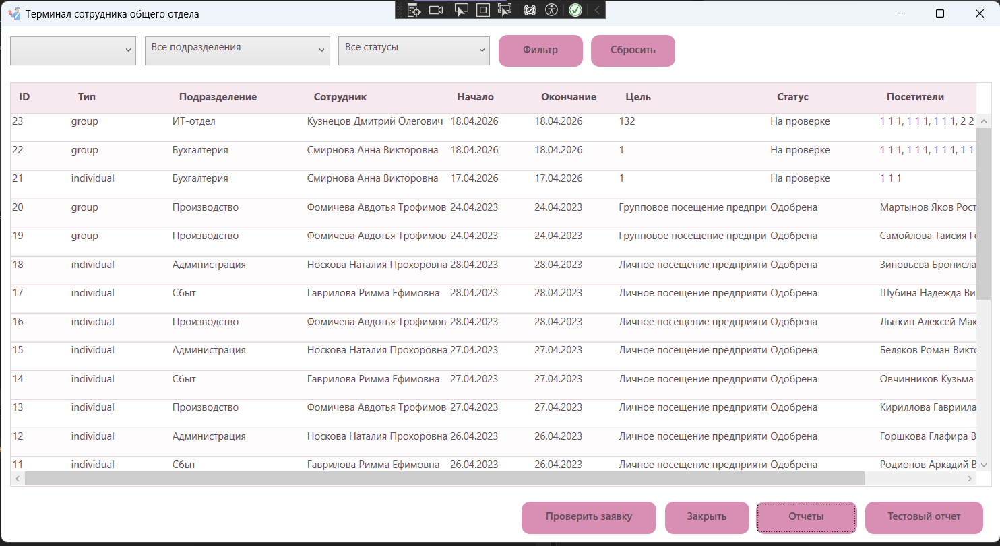 Терминал сотрудника общего отдела
Все подразделения Все статусы Фильтр Сбросить
ID Тип Подразделение Сотрудник Начало Окончание Цель Статус Посетители
23 group ИТ-отдел Кузнецов Дмитрий Олегович 18.04.2026 18.04.2026 132 На проверке 1 1 1, 1 1 1, 1 1 1, 2 2
22 group Бухгалтерия Смирнова Анна Викторовна 18.04.2026 18.04.2026 1 На проверке 1 1 1, 1 1 1, 1 1 1, 1 1
21 individual Бухгалтерия Смирнова Анна Викторовна 17.04.2026 17.04.2026 1 На проверке 1 1 1
20 group Производство Фомичева Авдотья Трофимов 24.04.2023 24.04.2023 Групповое посещение предпри Одобрена Мартынов Яков Рост
19 group Производство Фомичева Авдотья Трофимов 24.04.2023 24.04.2023 Групповое посещение предпри Одобрена Самойлова Таисия Ге
18 individual Администрация Носкова Наталия Прохоровна 28.04.2023 28.04.2023 Личное посещение предприяти Одобрена Зиновьева Бронисла
17 individual Сбыт Гаврилова Римма Ефимовна 28.04.2023 28.04.2023 Личное посещение предприяти Одобрена Шубина Надежда Ви
16 individual Производство Фомичева Авдотья Трофимов 28.04.2023 28.04.2023 Личное посещение предприяти Одобрена Лыткин Алексей Мак
15 individual Администрация Носкова Наталия Прохоровна 27.04.2023 27.04.2023 Личное посещение предприяти Одобрена Беляков Роман Викто
14 individual Сбыт Гаврилова Римма Ефимовна 27.04.2023 27.04.2023 Личное посещение предприяти Одобрена Овчинников Кузьма
13 individual Производство Фомичева Авдотья Трофимов 27.04.2023 27.04.2023 Личное посещение предприяти Одобрена Кириллова Гавриила
12 individual Администрация Носкова Наталия Прохоровна 26.04.2023 26.04.2023 Личное посещение предприяти Одобрена Горшкова Глафира В
11 individual Сбыт Гаврилова Римма Ефимовна 26.04.2023 26.04.2023 Личное посещение предприяти Одобрена Родионов Аркадий В
Проверить заявку Закрыть Отчеты Тестовый отчет